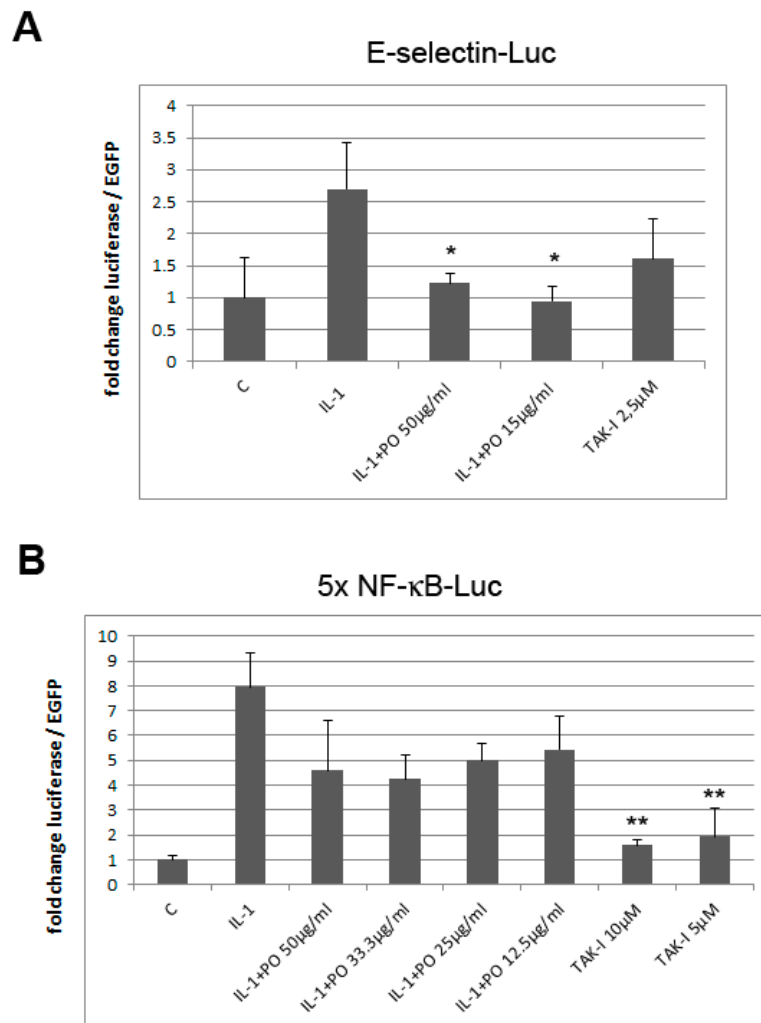 A
E-selectin-Luc
fold change luciferase / EGFP
4
3.5
3
2.5
2
1.5
1
0.5
0
*
*
C
IL-1
IL-1+PO 50µg/ml
IL-1+PO 15µg/ml
TAK-I 2,5µM
B
5x NF-κB-Luc
fold change luciferase / EGFP
10
9
8
7
6
5
4
3
2
1
0
**
**
C
IL-1
IL-1+PO 50µg/ml
IL-1+PO 33.3µg/ml
IL-1+PO 25µg/ml
IL-1+PO 12.5µg/ml
TAK-I 10µM
TAK-I 5µM